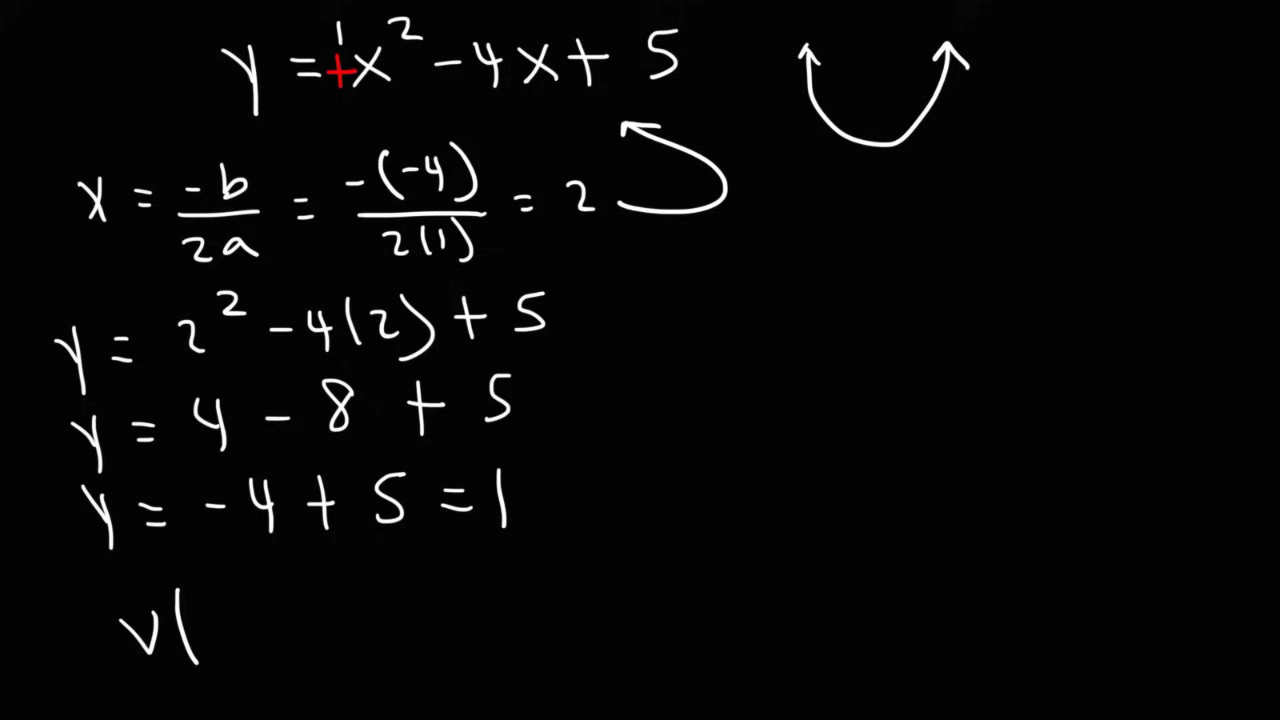 y = +1x² - 4x + 5
x = -b/2a = -(-4)/2(1) = 2
y = 2² - 4(2) + 5
y = 4 - 8 + 5
y = -4 + 5 = 1
v(